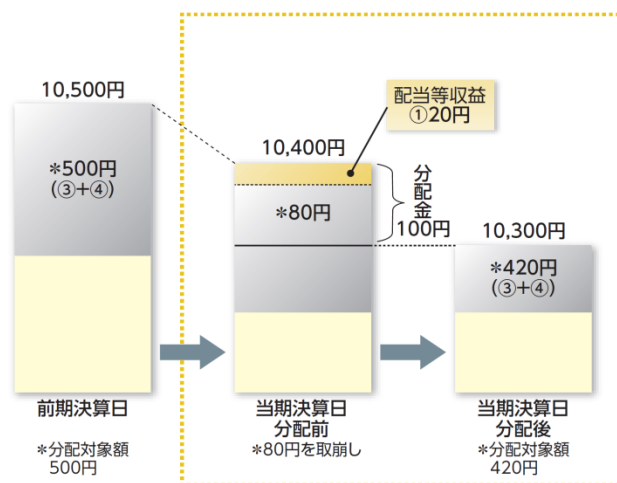 10,500円
*500円
(③+④)
前期決算日
*分配対象額
500円
配当等収益
①20円
10,400円
*80円
分配金
100円
当期決算日
分配前
*80円を取崩し
10,300円
*420円
(③+④)
当期決算日
分配後
*分配対象額
420円